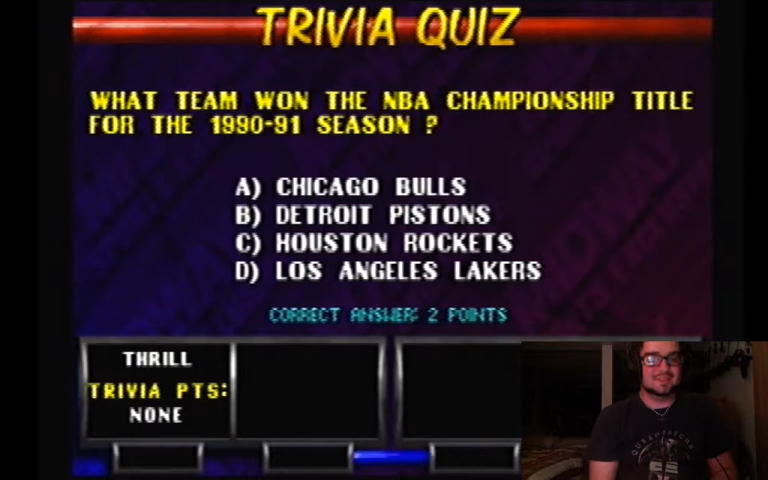 TRIVIA QUIZ
WHAT TEAM WON THE NBA CHAMPIONSHIP TITLE
FOR THE 1990-91 SEASON ?
A) CHICAGO BULLS
B) DETROIT PISTONS
C) HOUSTON ROCKETS
D) LOS ANGELES LAKERS
CORRECT ANSWER: 2 POINTS
THRILL
TRIVIA PTS:
NONE
MIDWAY